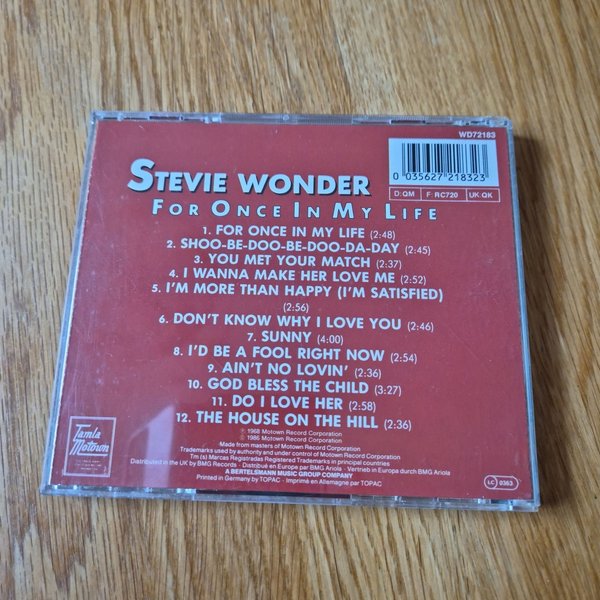 WD72183
0 035627 218323
D:QM F: RC720 UK:QK
STEVIE WONDER
FOR ONCE IN MY LIFE
1. FOR ONCE IN MY LIFE (2:48)
2. SHOO-BE-DOO-BE-DOO-DA-DAY (2:45)
3. YOU MET YOUR MATCH (2:37)
4. I WANNA MAKE HER LOVE ME (2:52)
5. I'M MORE THAN HAPPY (I'M SATISFIED)
(2:56)
6. DON'T KNOW WHY I LOVE YOU (2:46)
7. SUNNY (4:00)
8. I'D BE A FOOL RIGHT NOW (2:54)
9. AIN'T NO LOVIN' (2:36)
10. GOD BLESS THE CHILD (3:27)
11. DO I LOVE HER (2:58)
12. THE HOUSE ON THE HILL (2:36)
℗ 1968 Motown Record Corporation
© 1986 Motown Record Corporation
Made from masters of Motown Record Corporation
Trademarks used by authority and under control of Motown Record Corporation.
Tm (s) Marcas Registradas Registered Trademarks in principal countries
Distributed in the UK by BMG Records - Distribué en Europe par BMG Ariola - Vertrieb in Europa durch BMG Ariola
A BERTELSMANN MUSIC GROUP COMPANY
Printed in Germany by TOPAC - Imprimé en Allemagne par TOPAC
Tamla
Motown
LC 0363